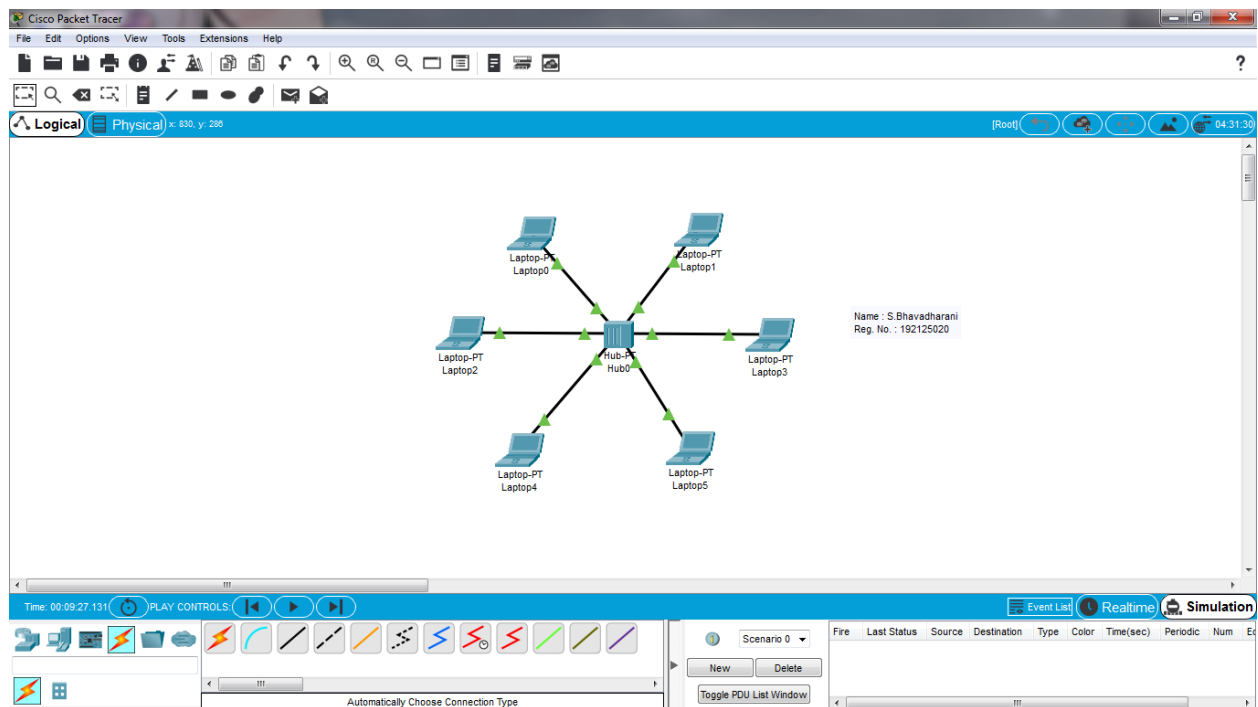 Cisco Packet Tracer
File Edit Options View Tools Extensions Help
?
Logical Physical x: 830, y: 286 [Root] 04:31:30
Laptop-PT
Laptop0
Laptop-PT
Laptop1
Name : S.Bhavadharani
Reg. No. : 192125020
Laptop-PT
Laptop2
Hub-PT
Hub0
Laptop-PT
Laptop3
Laptop-PT
Laptop4
Laptop-PT
Laptop5
Time: 00:09:27.131 PLAY CONTROLS: Event List Realtime Simulation
Scenario 0
Fire Last Status Source Destination Type Color Time(sec) Periodic Num Ed
New Delete
Toggle PDU List Window
Automatically Choose Connection Type